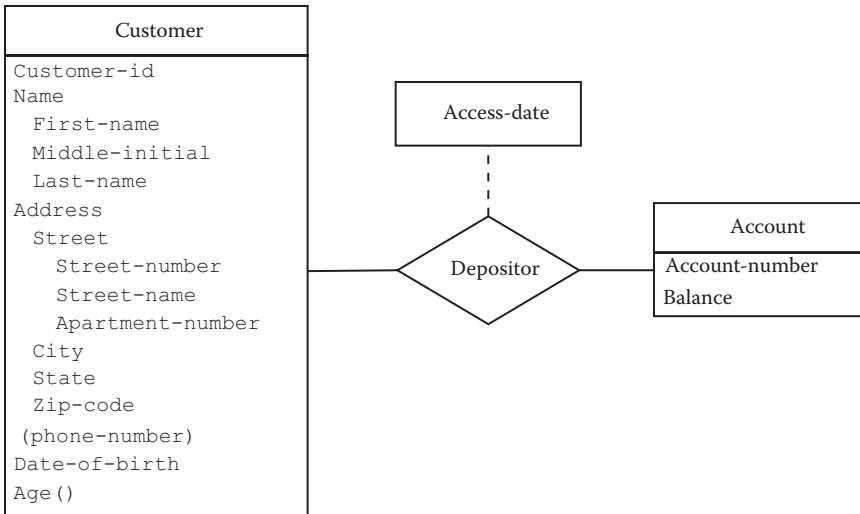 Customer
Customer-id
Name
First-name
Middle-initial
Last-name
Address
Street
Street-number
Street-name
Apartment-number
City
State
Zip-code
(phone-number)
Date-of-birth
Age()
Access-date
Depositor
Account
Account-number
Balance